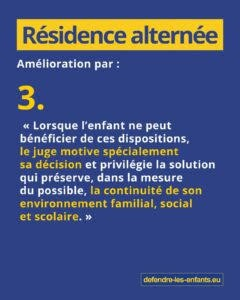 Résidence alternée
Amélioration par :
3.
« Lorsque l’enfant ne peut
bénéficier de ces dispositions,
le juge motive spécialement
sa décision et privilégie la solution
qui préserve, dans la mesure
du possible, la continuité de son
environnement familial, social
et scolaire. »
defendre-les-enfants.eu